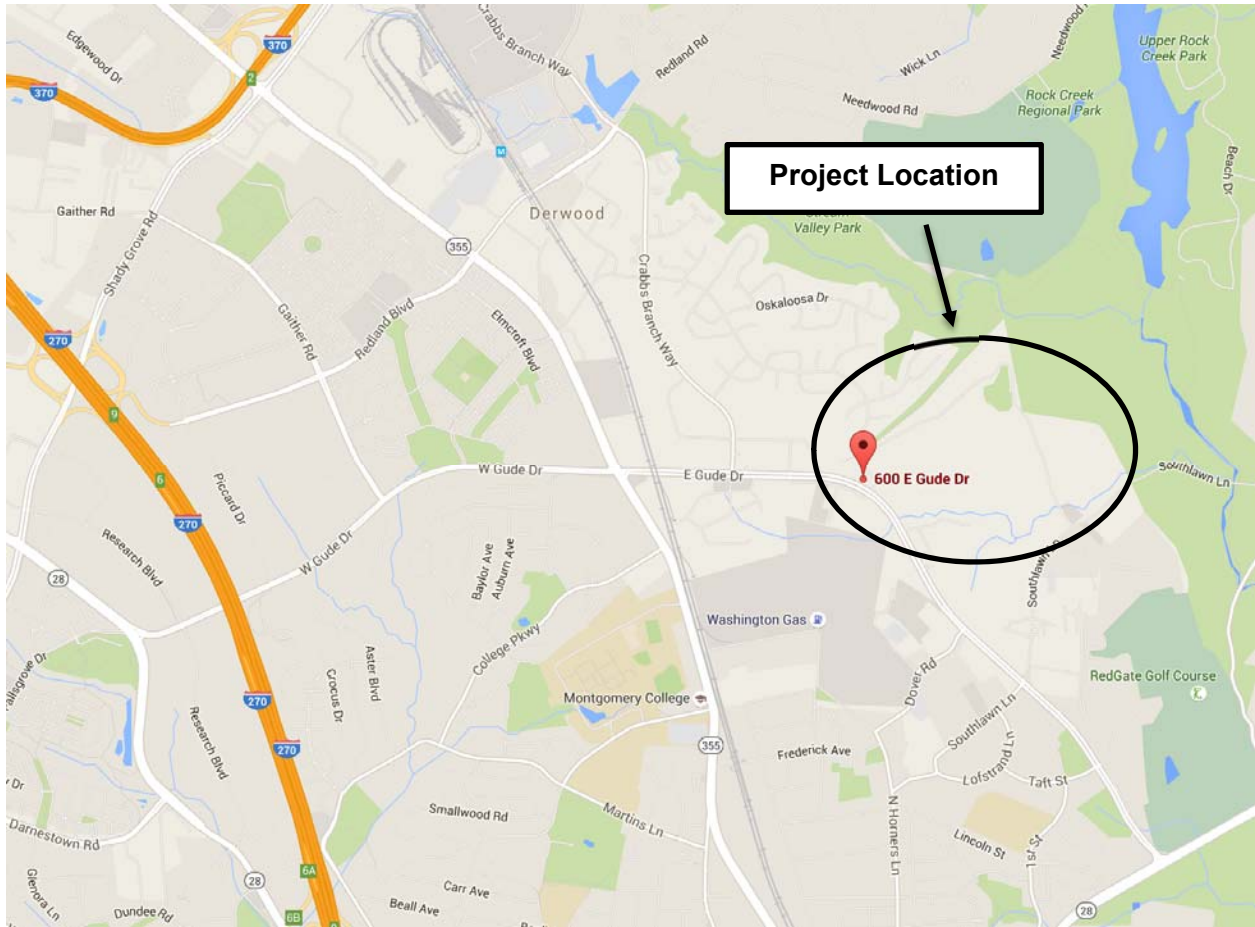 Edgewood Dr
370
370
2
Crabbs Branch Way
Redland Rd
Wick Ln
Needwood Rd
Needwood Rd
Upper Rock
Creek Park
Rock Creek
Regional Park
Beach Dr
Project Location
M
Gaither Rd
Shady Grove Rd
Derwood
Valley Park
355
Crabbs Branch Way
Oskaloosa Dr
Gaither Rd
Redland Blvd
Elmcroft Blvd
270
9
6
Piccard Dr
270
W Gude Dr
E Gude Dr
600 E Gude Dr
Southlawn Ln
Research Blvd
W Gude Dr
28
Baylor Ave
Auburn Ave
College Pkwy
Washington Gas
Southlawn Ln
Aster Blvd
Crocus Dr
Dover Rd
RedGate Golf Course
270
Research Blvd
270
Montgomery College
355
Frederick Ave
Southlawn Ln
Lofstrand Ln
Taft St
Smallwood Rd
Martins Ln
N Horners Ln
Lincoln St
1st St
Darnestown Rd
6A
28
Glenora Ln
Dundee Rd
6B
Carr Ave
Beall Ave
28